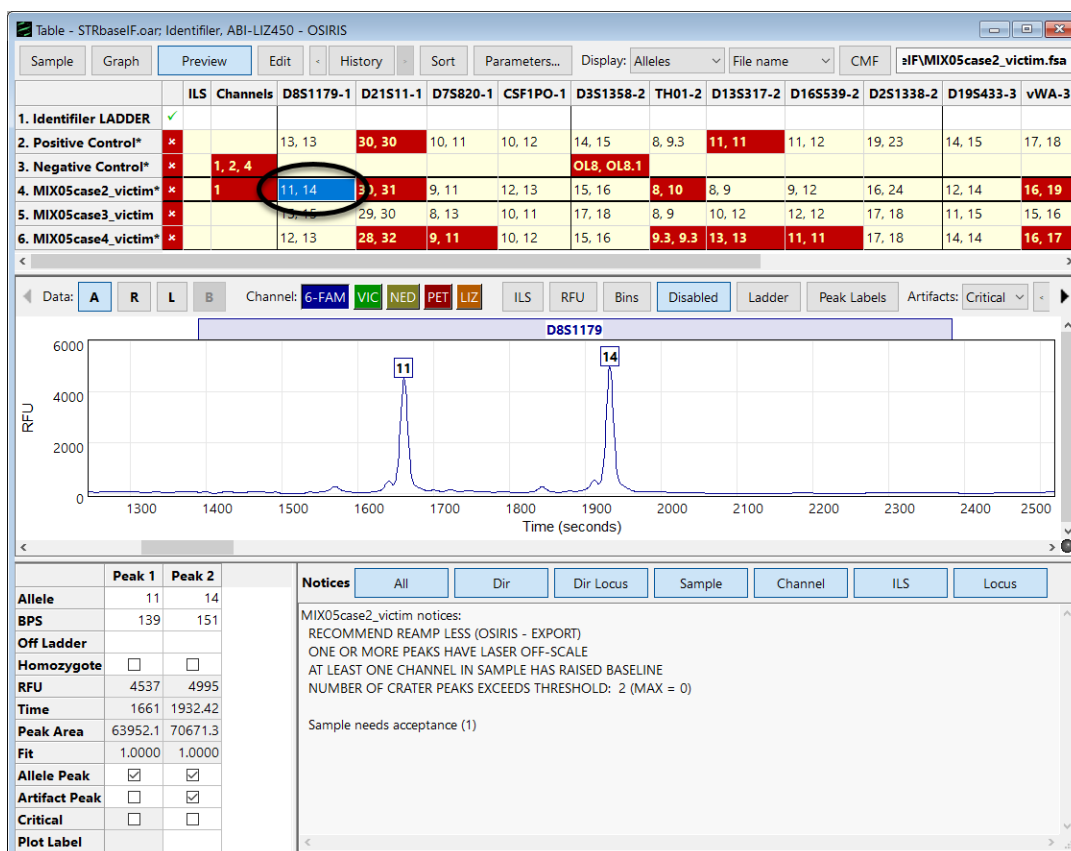 Table - STRbaseIF.oar; Identifiler, ABI-LIZ450 - OSIRIS
Sample Graph Preview Edit < History > Sort Parameters... Display: Alleles File name CMF eIF\MIX05case2_victim.fsa
ILS Channels D8S1179-1 D21S11-1 D7S820-1 CSF1PO-1 D3S1358-2 TH01-2 D13S317-2 D16S539-2 D2S1338-2 D19S433-3 vWA-3
1. Identifiler LADDER
2. Positive Control* 13, 13 30, 30 10, 11 10, 12 14, 15 8, 9.3 11, 11 11, 12 19, 23 14, 15 17, 18
3. Negative Control* 1, 2, 4 OL8, OL8.1
4. MIX05case2_victim* 1 11, 14 30, 31 9, 11 12, 13 15, 16 8, 10 8, 9 9, 12 16, 24 12, 14 16, 19
5. MIX05case3_victim 29, 30 8, 13 10, 11 17, 18 8, 9 10, 12 12, 12 17, 18 11, 15 15, 16
6. MIX05case4_victim* 12, 13 28, 32 9, 11 10, 12 15, 16 9.3, 9.3 13, 13 11, 11 17, 18 14, 14 16, 17
Data: A R L B Channel: 6-FAM VIC NED PET LIZ ILS RFU Bins Disabled Ladder Peak Labels Artifacts: Critical <
D8S1179
6000
4000
2000
0
RFU
11
14
1300 1400 1500 1600 1700 1800 1900 2000 2100 2200 2300 2400 2500
Time (seconds)
Peak 1 Peak 2
Allele 11 14
BPS 139 151
Off Ladder
Homozygote
RFU 4537 4995
Time 1661 1932.42
Peak Area 63952.1 70671.3
Fit 1.0000 1.0000
Allele Peak
Artifact Peak
Critical
Plot Label
Notices All Dir Dir Locus Sample Channel ILS Locus
MIX05case2_victim notices:
RECOMMEND REAMP LESS (OSIRIS - EXPORT)
ONE OR MORE PEAKS HAVE LASER OFF-SCALE
AT LEAST ONE CHANNEL IN SAMPLE HAS RAISED BASELINE
NUMBER OF CRATER PEAKS EXCEEDS THRESHOLD: 2 (MAX = 0)
Sample needs acceptance (1)